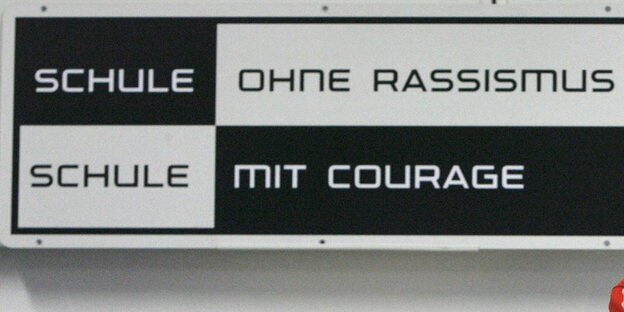 SCHULE OHNE RASSISMUS
SCHULE MIT COURAGE